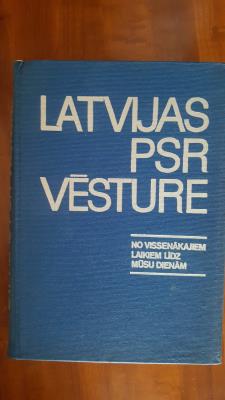 LATVIJAS
PSR
VĒSTURE
NO VISSENĀKAJIEM
LAIKIEM LĪDZ
MŪSU DIENĀM